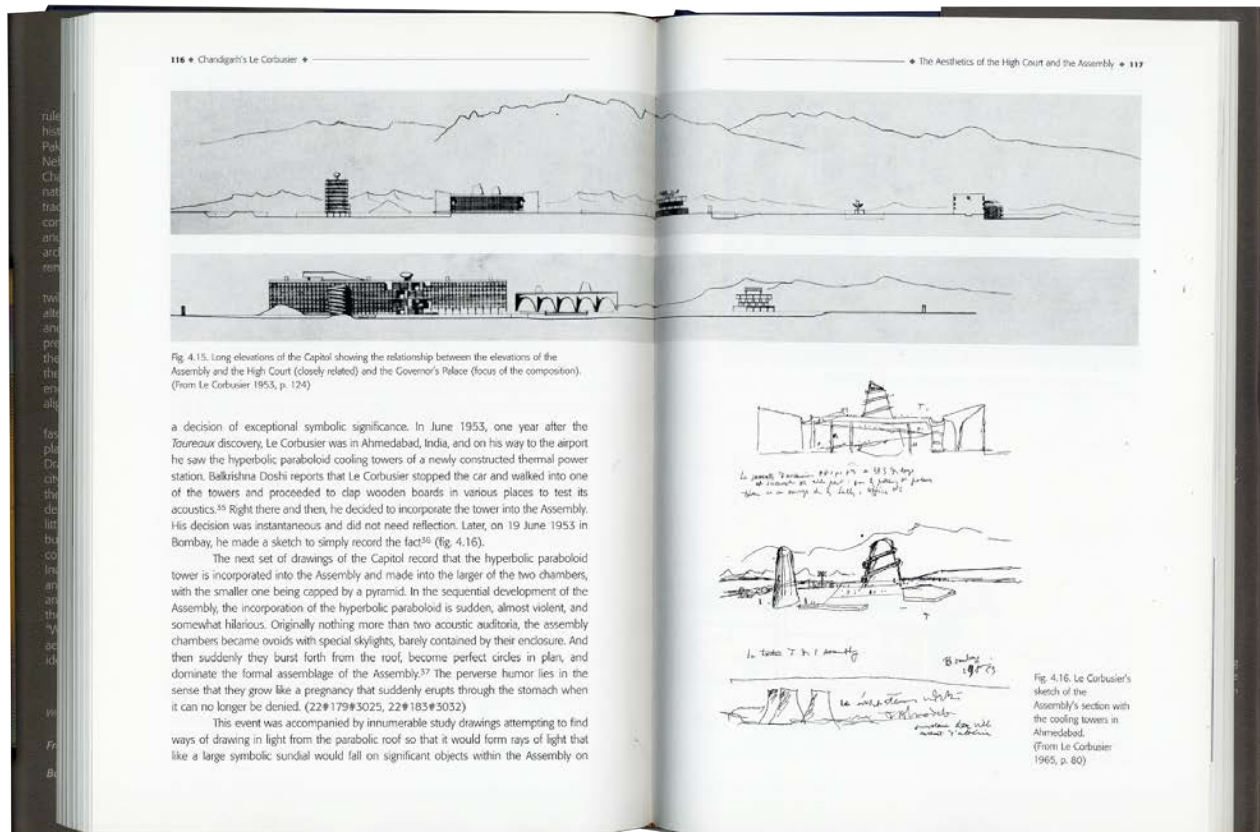 116 ♦ Chandigarh's Le Corbusier ♦
Fig. 4.15. Long elevations of the Capitol showing the relationship between the elevations of the
Assembly and the High Court (closely related) and the Governor's Palace (focus of the composition).
(From Le Corbusier 1953, p. 124)
a decision of exceptional symbolic significance. In June 1953, one year after the
Taureaux discovery, Le Corbusier was in Ahmedabad, India, and on his way to the airport
he saw the hyperbolic paraboloid cooling towers of a newly constructed thermal power
station. Balkrishna Doshi reports that Le Corbusier stopped the car and walked into one
of the towers and proceeded to clap wooden boards in various places to test its
acoustics.35 Right there and then, he decided to incorporate the tower into the Assembly.
His decision was instantaneous and did not need reflection. Later, on 19 June 1953 in
Bombay, he made a sketch to simply record the fact36 (fig. 4.16).
The next set of drawings of the Capitol record that the hyperbolic paraboloid
tower is incorporated into the Assembly and made into the larger of the two chambers,
with the smaller one being capped by a pyramid. In the sequential development of the
Assembly, the incorporation of the hyperbolic paraboloid is sudden, almost violent, and
somewhat hilarious. Originally nothing more than two acoustic auditoria, the assembly
chambers became ovoids with special skylights, barely contained by their enclosure. And
then suddenly they burst forth from the roof, become perfect circles in plan, and
dominate the formal assemblage of the Assembly.37 The perverse humor lies in the
sense that they grow like a pregnancy that suddenly erupts through the stomach when
it can no longer be denied. (22#179#3025, 22#183#3032)
This event was accompanied by innumerable study drawings attempting to find
ways of drawing in light from the parabolic roof so that it would form rays of light that
like a large symbolic sundial would fall on significant objects within the Assembly on
♦ The Aesthetics of the High Court and the Assembly ♦ 117
Fig. 4.16. Le Corbusier's
sketch of the
Assembly's section with
the cooling towers in
Ahmedabad.
(From Le Corbusier
1965, p. 80)